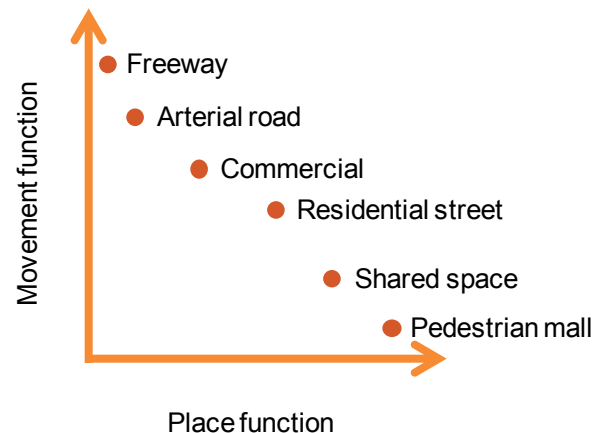 Freeway
Arterial road
Commercial
Residential street
Shared space
Pedestrian mall
Movement function
Place function